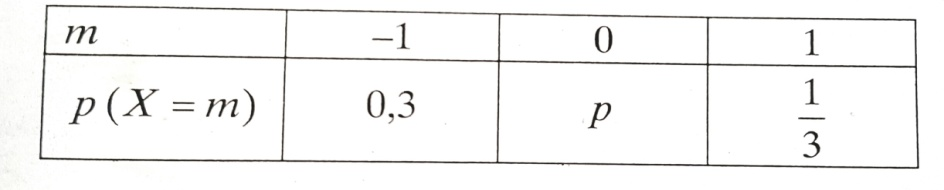 m –1 0 1
p (X = m) 0,3 p 1/3